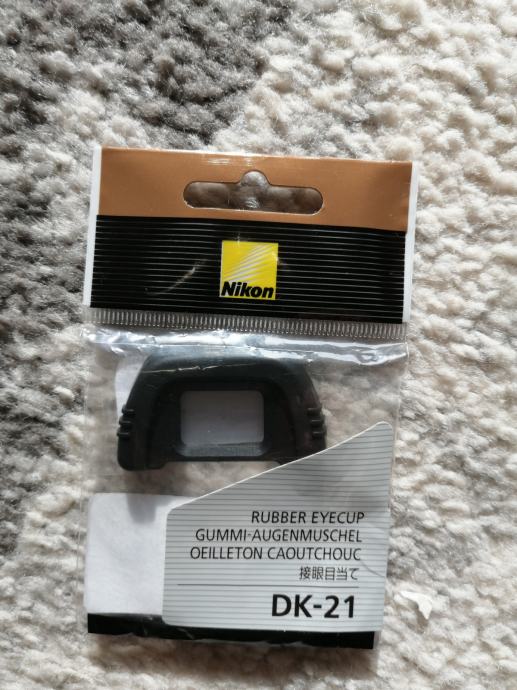 Nikon
RUBBER EYECUP
GUMMI-AUGENMUSCHEL
OEILLETON CAOUTCHOUC
接眼目当て
DK-21